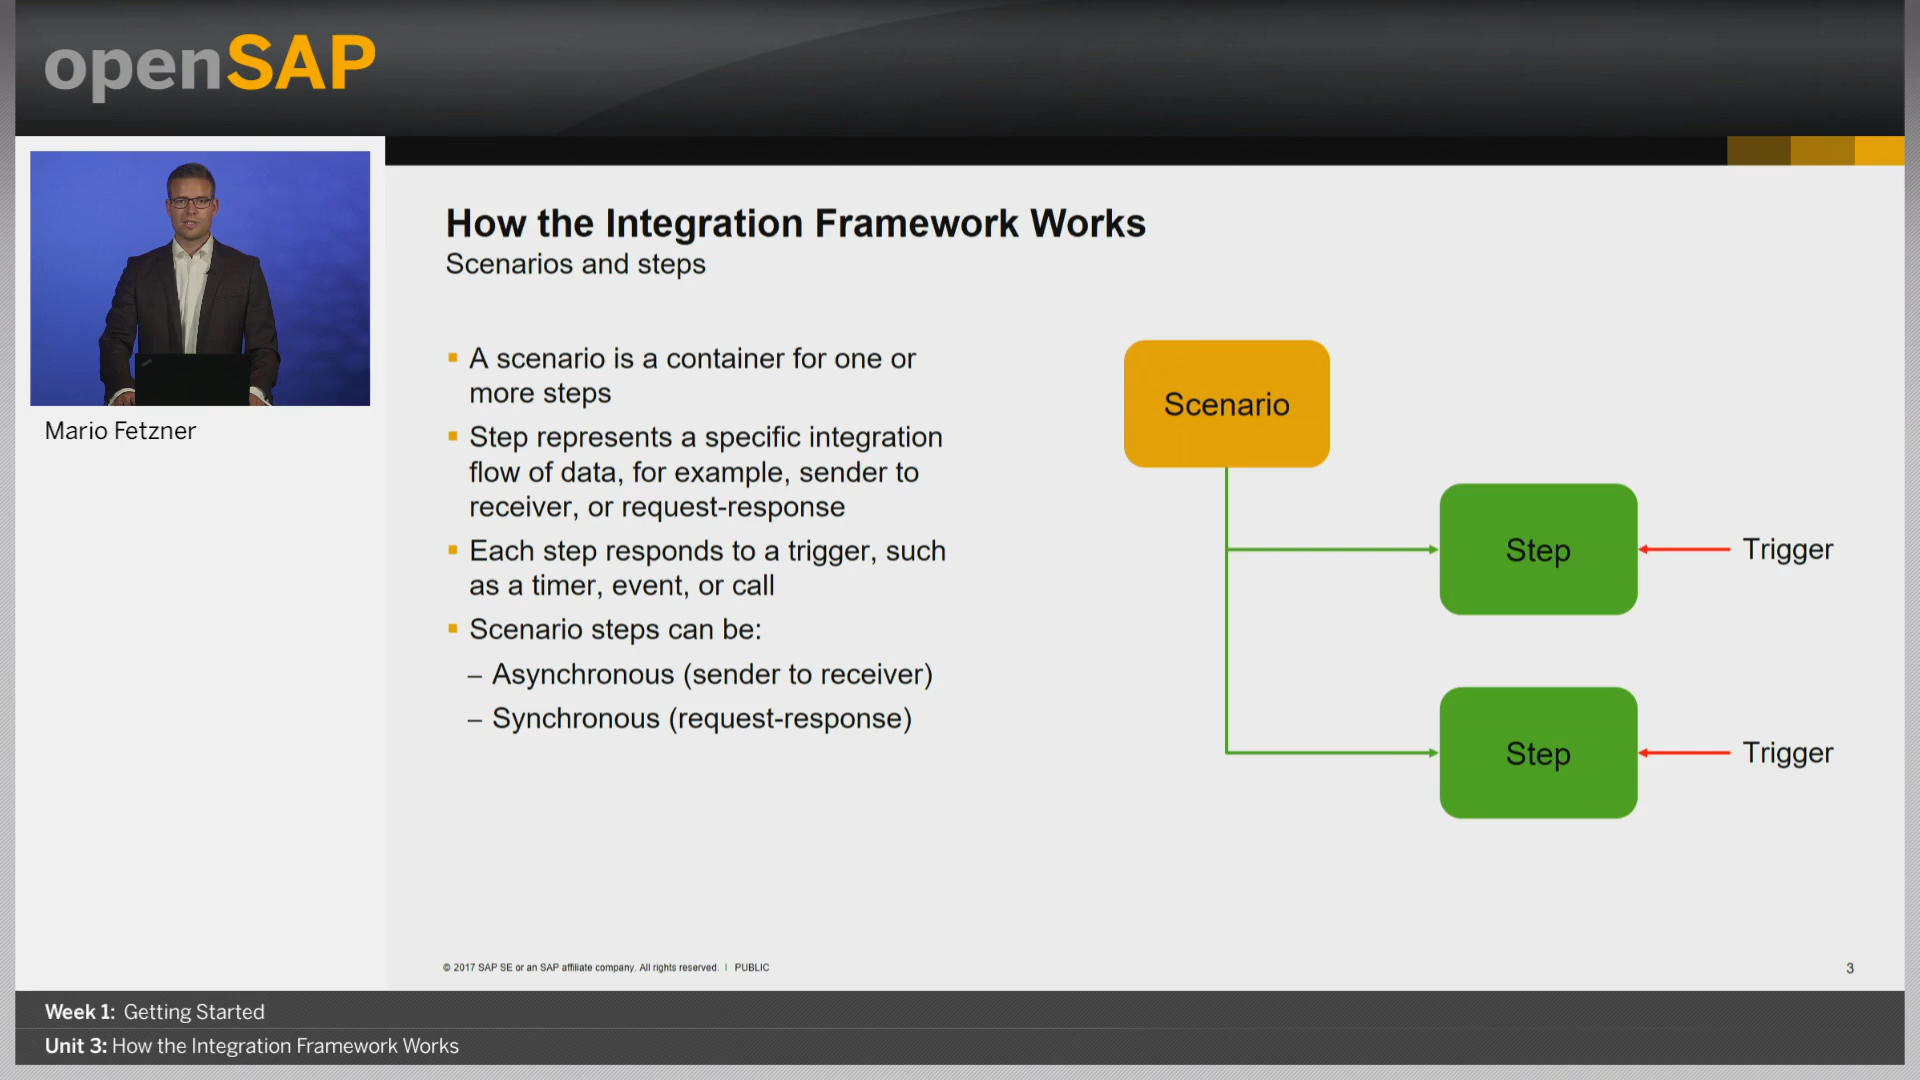 openSAP
Mario Fetzner
How the Integration Framework Works
Scenarios and steps
▪ A scenario is a container for one or
more steps
▪ Step represents a specific integration
flow of data, for example, sender to
receiver, or request-response
▪ Each step responds to a trigger, such
as a timer, event, or call
▪ Scenario steps can be:
– Asynchronous (sender to receiver)
– Synchronous (request-response)
Scenario
Step
Trigger
Step
Trigger
© 2017 SAP SE or an SAP affiliate company. All rights reserved. I PUBLIC
3
Week 1: Getting Started
Unit 3: How the Integration Framework Works